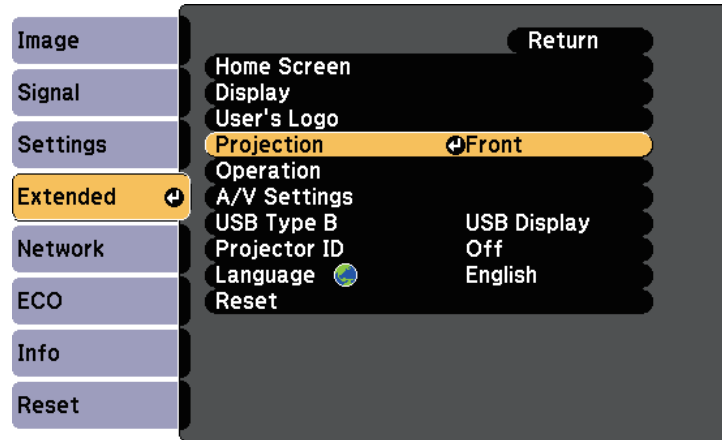 Image
Signal
Settings
Extended
Network
ECO
Info
Reset
Return
Home Screen
Display
User's Logo
Projection Front
Operation
A/V Settings
USB Type B USB Display
Projector ID Off
Language English
Reset